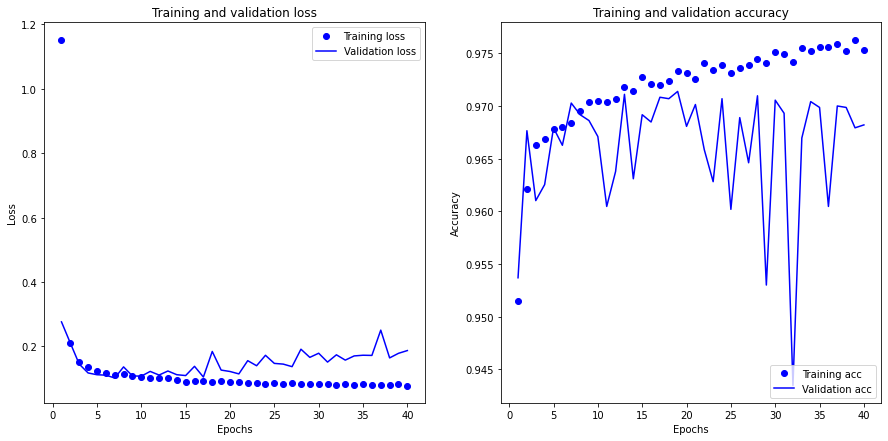 Training and validation loss
Training loss
Validation loss
1.2
1.0
0.8
0.6
0.4
0.2
Loss
0 5 10 15 20 25 30 35 40
Epochs
Training and validation accuracy
0.975
0.970
0.965
0.960
0.955
0.950
0.945
Accuracy
Training acc
Validation acc
0 5 10 15 20 25 30 35 40
Epochs